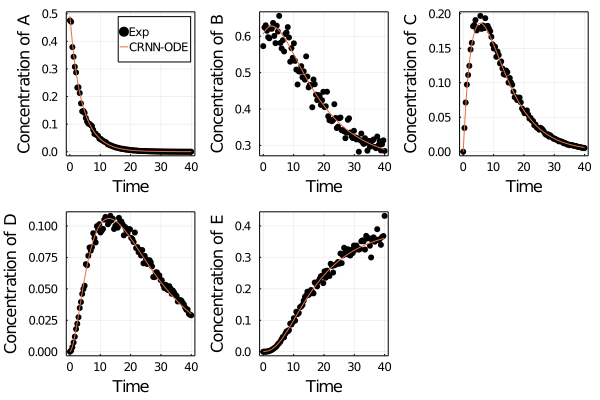 Concentration of A
0.5
0.4
0.3
0.2
0.1
0.0
0 10 20 30 40
Time
Exp
CRNN-ODE
Concentration of B
0.6
0.5
0.4
0.3
0 10 20 30 40
Time
Concentration of C
0.20
0.15
0.10
0.05
0.00
0 10 20 30 40
Time
Concentration of D
0.100
0.075
0.050
0.025
0.000
0 10 20 30 40
Time
Concentration of E
0.4
0.3
0.2
0.1
0.0
0 10 20 30 40
Time